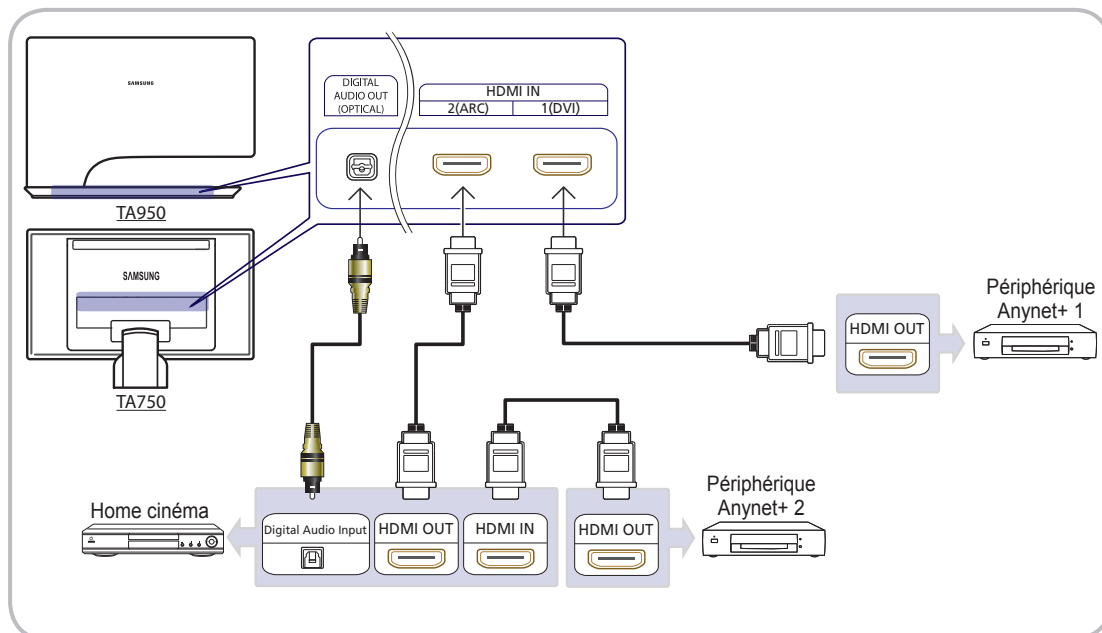 SAMSUNG
TA950
SAMSUNG
TA750
DIGITAL
AUDIO OUT
(OPTICAL)
HDMI IN
2(ARC) 1(DVI)
HDMI OUT
Périphérique
Anynet+ 1
Home cinéma
Digital Audio Input
HDMI OUT
HDMI IN
HDMI OUT
Périphérique
Anynet+ 2